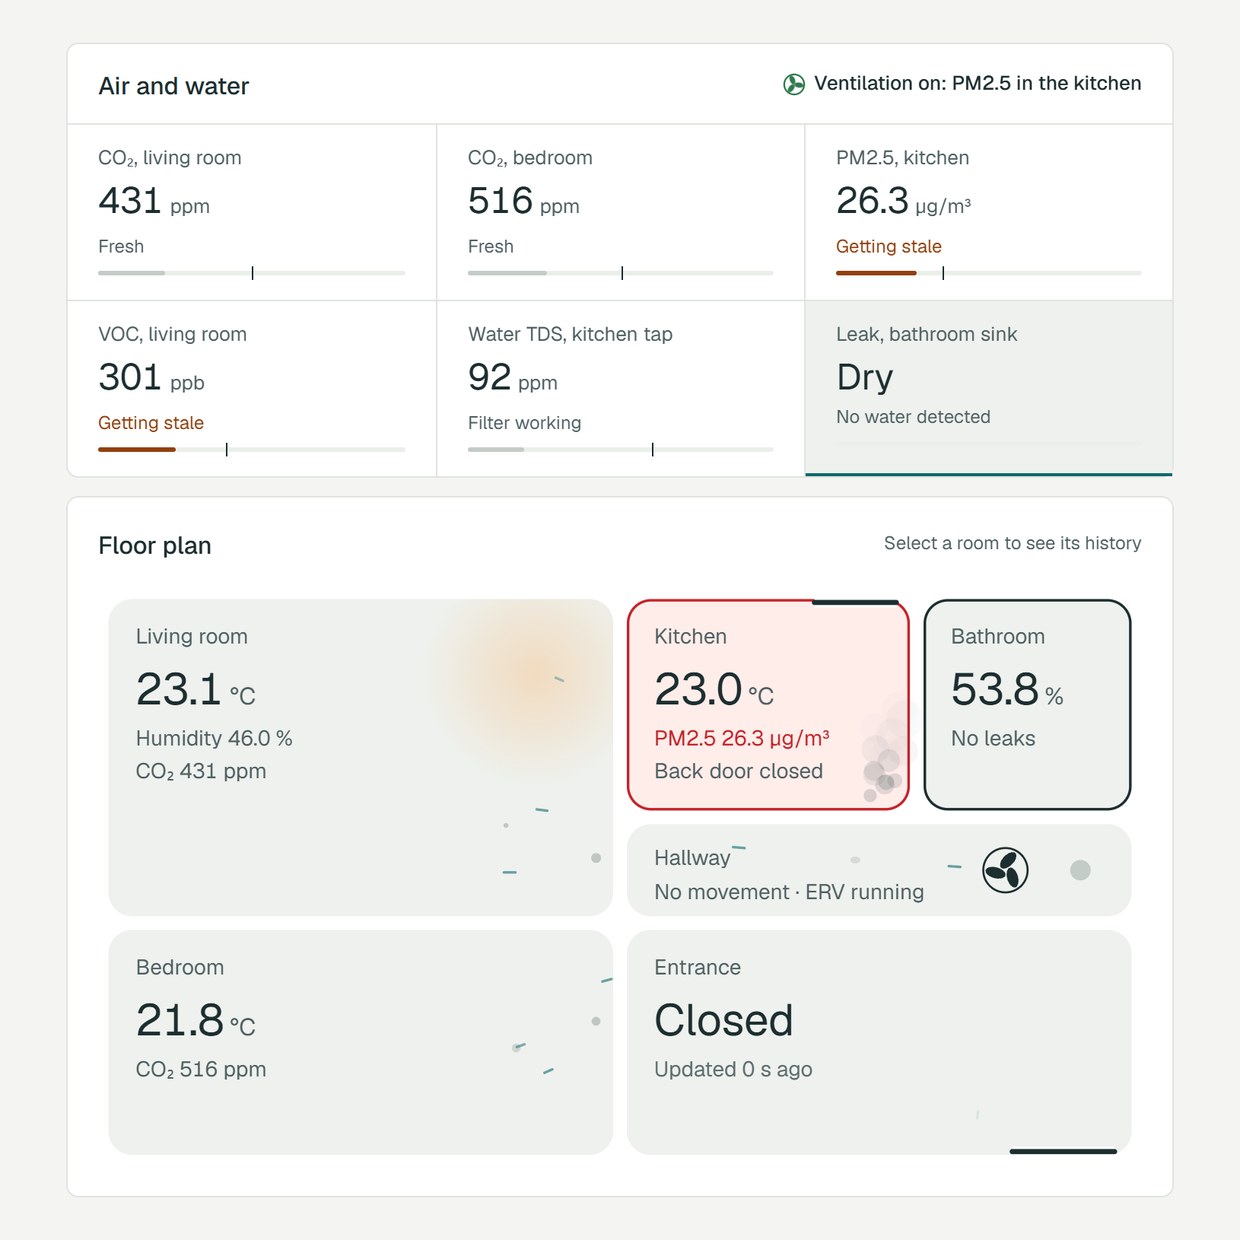 Air and water
Ventilation on: PM2.5 in the kitchen
CO₂, living room
431 ppm
Fresh
CO₂, bedroom
516 ppm
Fresh
PM2.5, kitchen
26.3 µg/m³
Getting stale
VOC, living room
301 ppb
Getting stale
Water TDS, kitchen tap
92 ppm
Filter working
Leak, bathroom sink
Dry
No water detected
Floor plan
Select a room to see its history
Living room
23.1 °C
Humidity 46.0 %
CO₂ 431 ppm
Kitchen
23.0 °C
PM2.5 26.3 µg/m³
Back door closed
Bathroom
53.8 %
No leaks
Hallway
No movement · ERV running
Bedroom
21.8 °C
CO₂ 516 ppm
Entrance
Closed
Updated 0 s ago